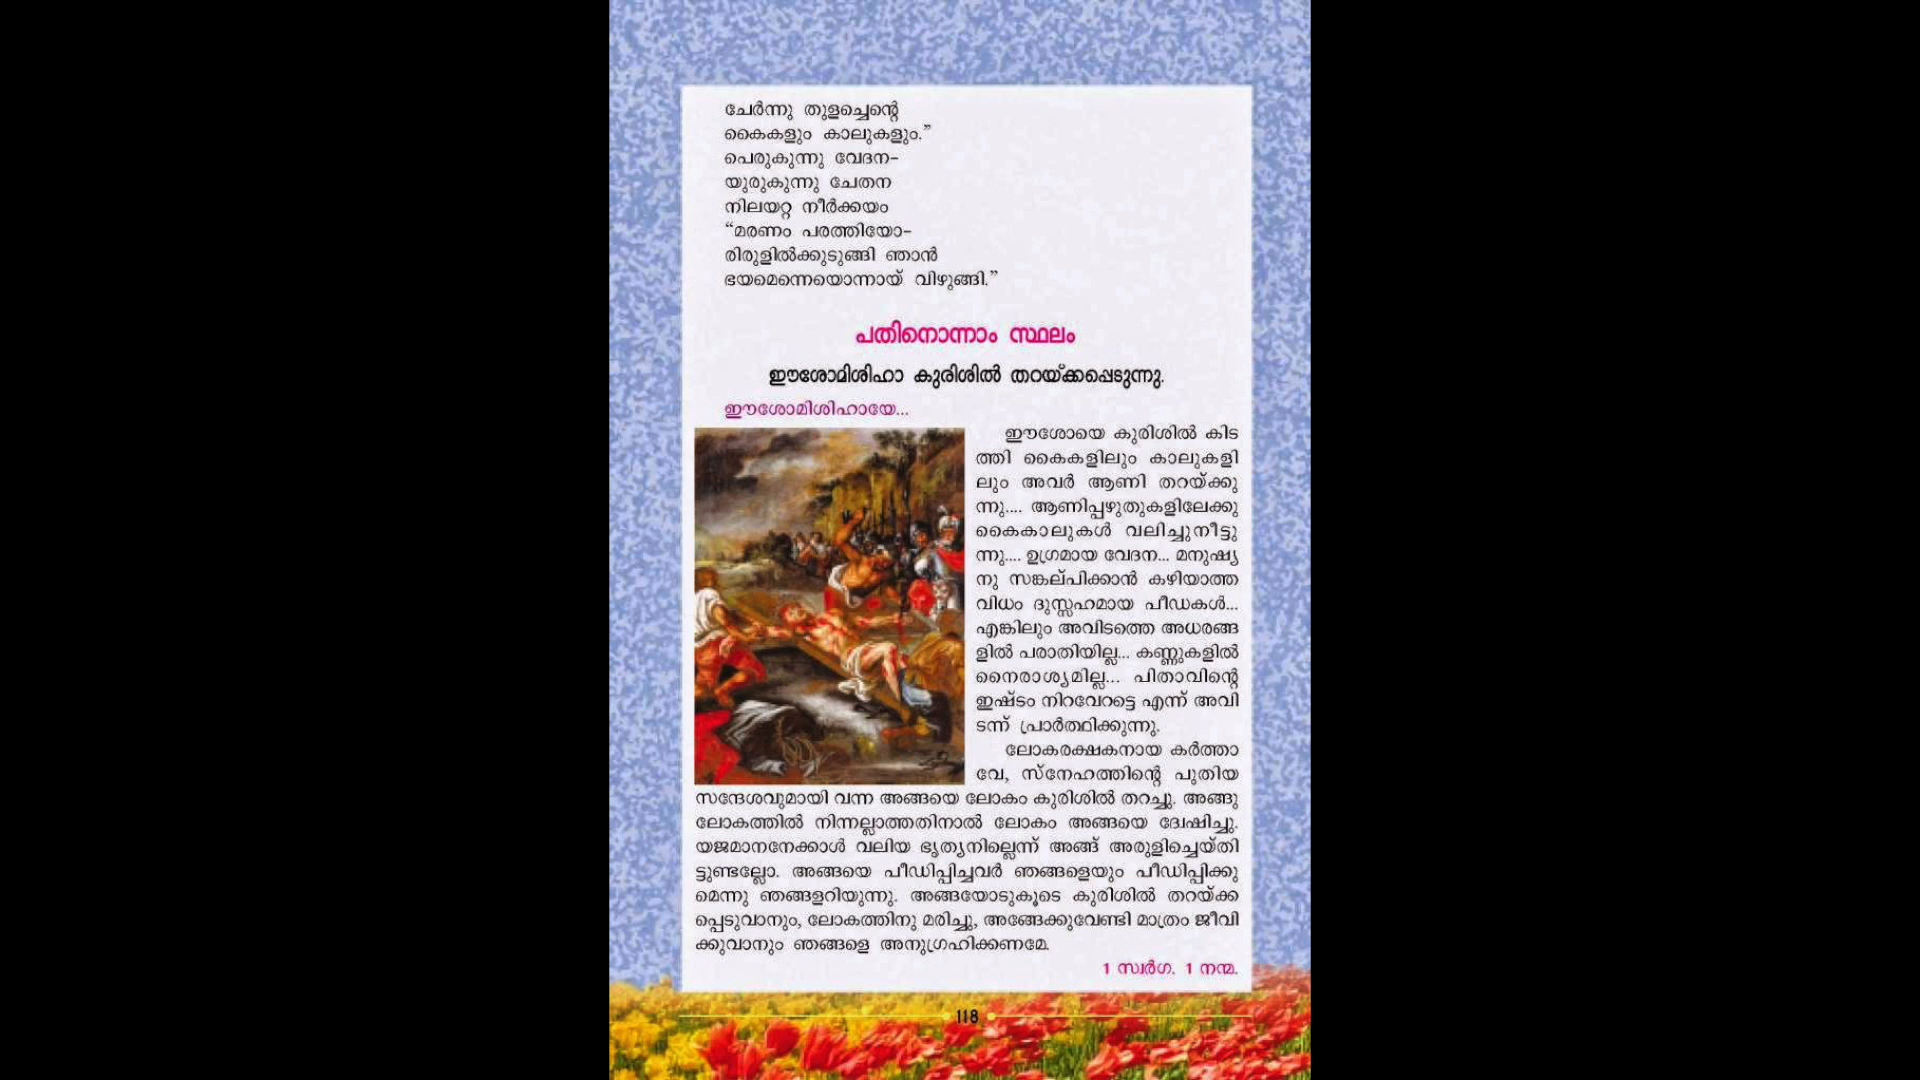 ചേർന്നു തുളച്ചെന്റെ
കൈകളും കാലുകളും.”
പെരുകുന്നു വേദന-
യുരുകുന്നു ചേതന
നിലയറ്റ നീർക്കയം
“മരണം പരത്തിയോ-
രിരുളിൽക്കുടുങ്ങി ഞാൻ
ഭയമെന്നെയൊന്നായ് വിഴുങ്ങി.”
പതിനൊന്നാം സ്ഥലം
ഈശോമിശിഹാ കുരിശിൽ തറയ്ക്കപ്പെടുന്നു.
ഈശോമിശിഹായേ...
ഈശോയെ കുരിശിൽ കിട
ത്തി കൈകളിലും കാലുകളി
ലും അവർ ആണി തറയ്ക്കു
ന്നു.... ആണിപ്പഴുതുകളിലേക്കു
കൈകാലുകൾ വലിച്ചുനീട്ടു
ന്നു.... ഉഗ്രമായ വേദന... മനുഷ്യ
നു സങ്കല്പിക്കാൻ കഴിയാത്ത
വിധം ദുസ്സഹമായ പീഡകൾ...
എങ്കിലും അവിടത്തെ അധരങ്ങ
ളിൽ പരാതിയില്ല... കണ്ണുകളിൽ
നൈരാശ്യമില്ല... പിതാവിന്റെ
ഇഷ്ടം നിറവേറട്ടെ എന്ന് അവി
ടന്ന് പ്രാർത്ഥിക്കുന്നു.
ലോകരക്ഷകനായ കർത്താ
വേ, സ്നേഹത്തിന്റെ പുതിയ
സന്ദേശവുമായി വന്ന അങ്ങയെ ലോകം കുരിശിൽ തറച്ചു. അങ്ങു
ലോകത്തിൽ നിന്നല്ലാത്തതിനാൽ ലോകം അങ്ങയെ ദ്വേഷിച്ചു.
യജമാനനേക്കാൾ വലിയ ഭൃത്യനില്ലെന്ന് അങ്ങ് അരുളിച്ചെയ്തി
ട്ടുണ്ടല്ലോ. അങ്ങയെ പീഡിപ്പിച്ചവർ ഞങ്ങളെയും പീഡിപ്പിക്കു
മെന്നു ഞങ്ങളറിയുന്നു. അങ്ങയോടുകൂടെ കുരിശിൽ തറയ്ക്ക
പ്പെടുവാനും, ലോകത്തിനു മരിച്ചു, അങ്ങേക്കുവേണ്ടി മാത്രം ജീവി
ക്കുവാനും ഞങ്ങളെ അനുഗ്രഹിക്കണമേ.
1 സ്വർഗ. 1 നന്മ.
118